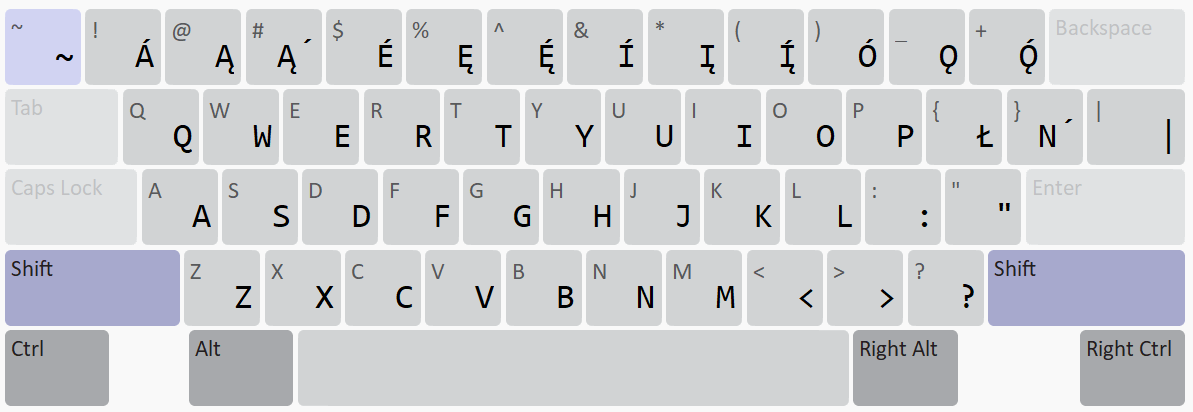 ~ ~ ! Á @ Ą # Ą´ $ É % Ę ^ Ę́ & Í * Į ( Į́ ) Ó _ Ǫ + Ǫ́ Backspace
Tab Q Q W W E E R R T T Y Y U U I I O O P P { Ł } N´ | |
Caps Lock A A S S D D F F G G H H J J K K L L : : " " Enter
Shift Z Z X X C C V V B B N N M M < < > > ? ? Shift
Ctrl Alt Right Alt Right Ctrl